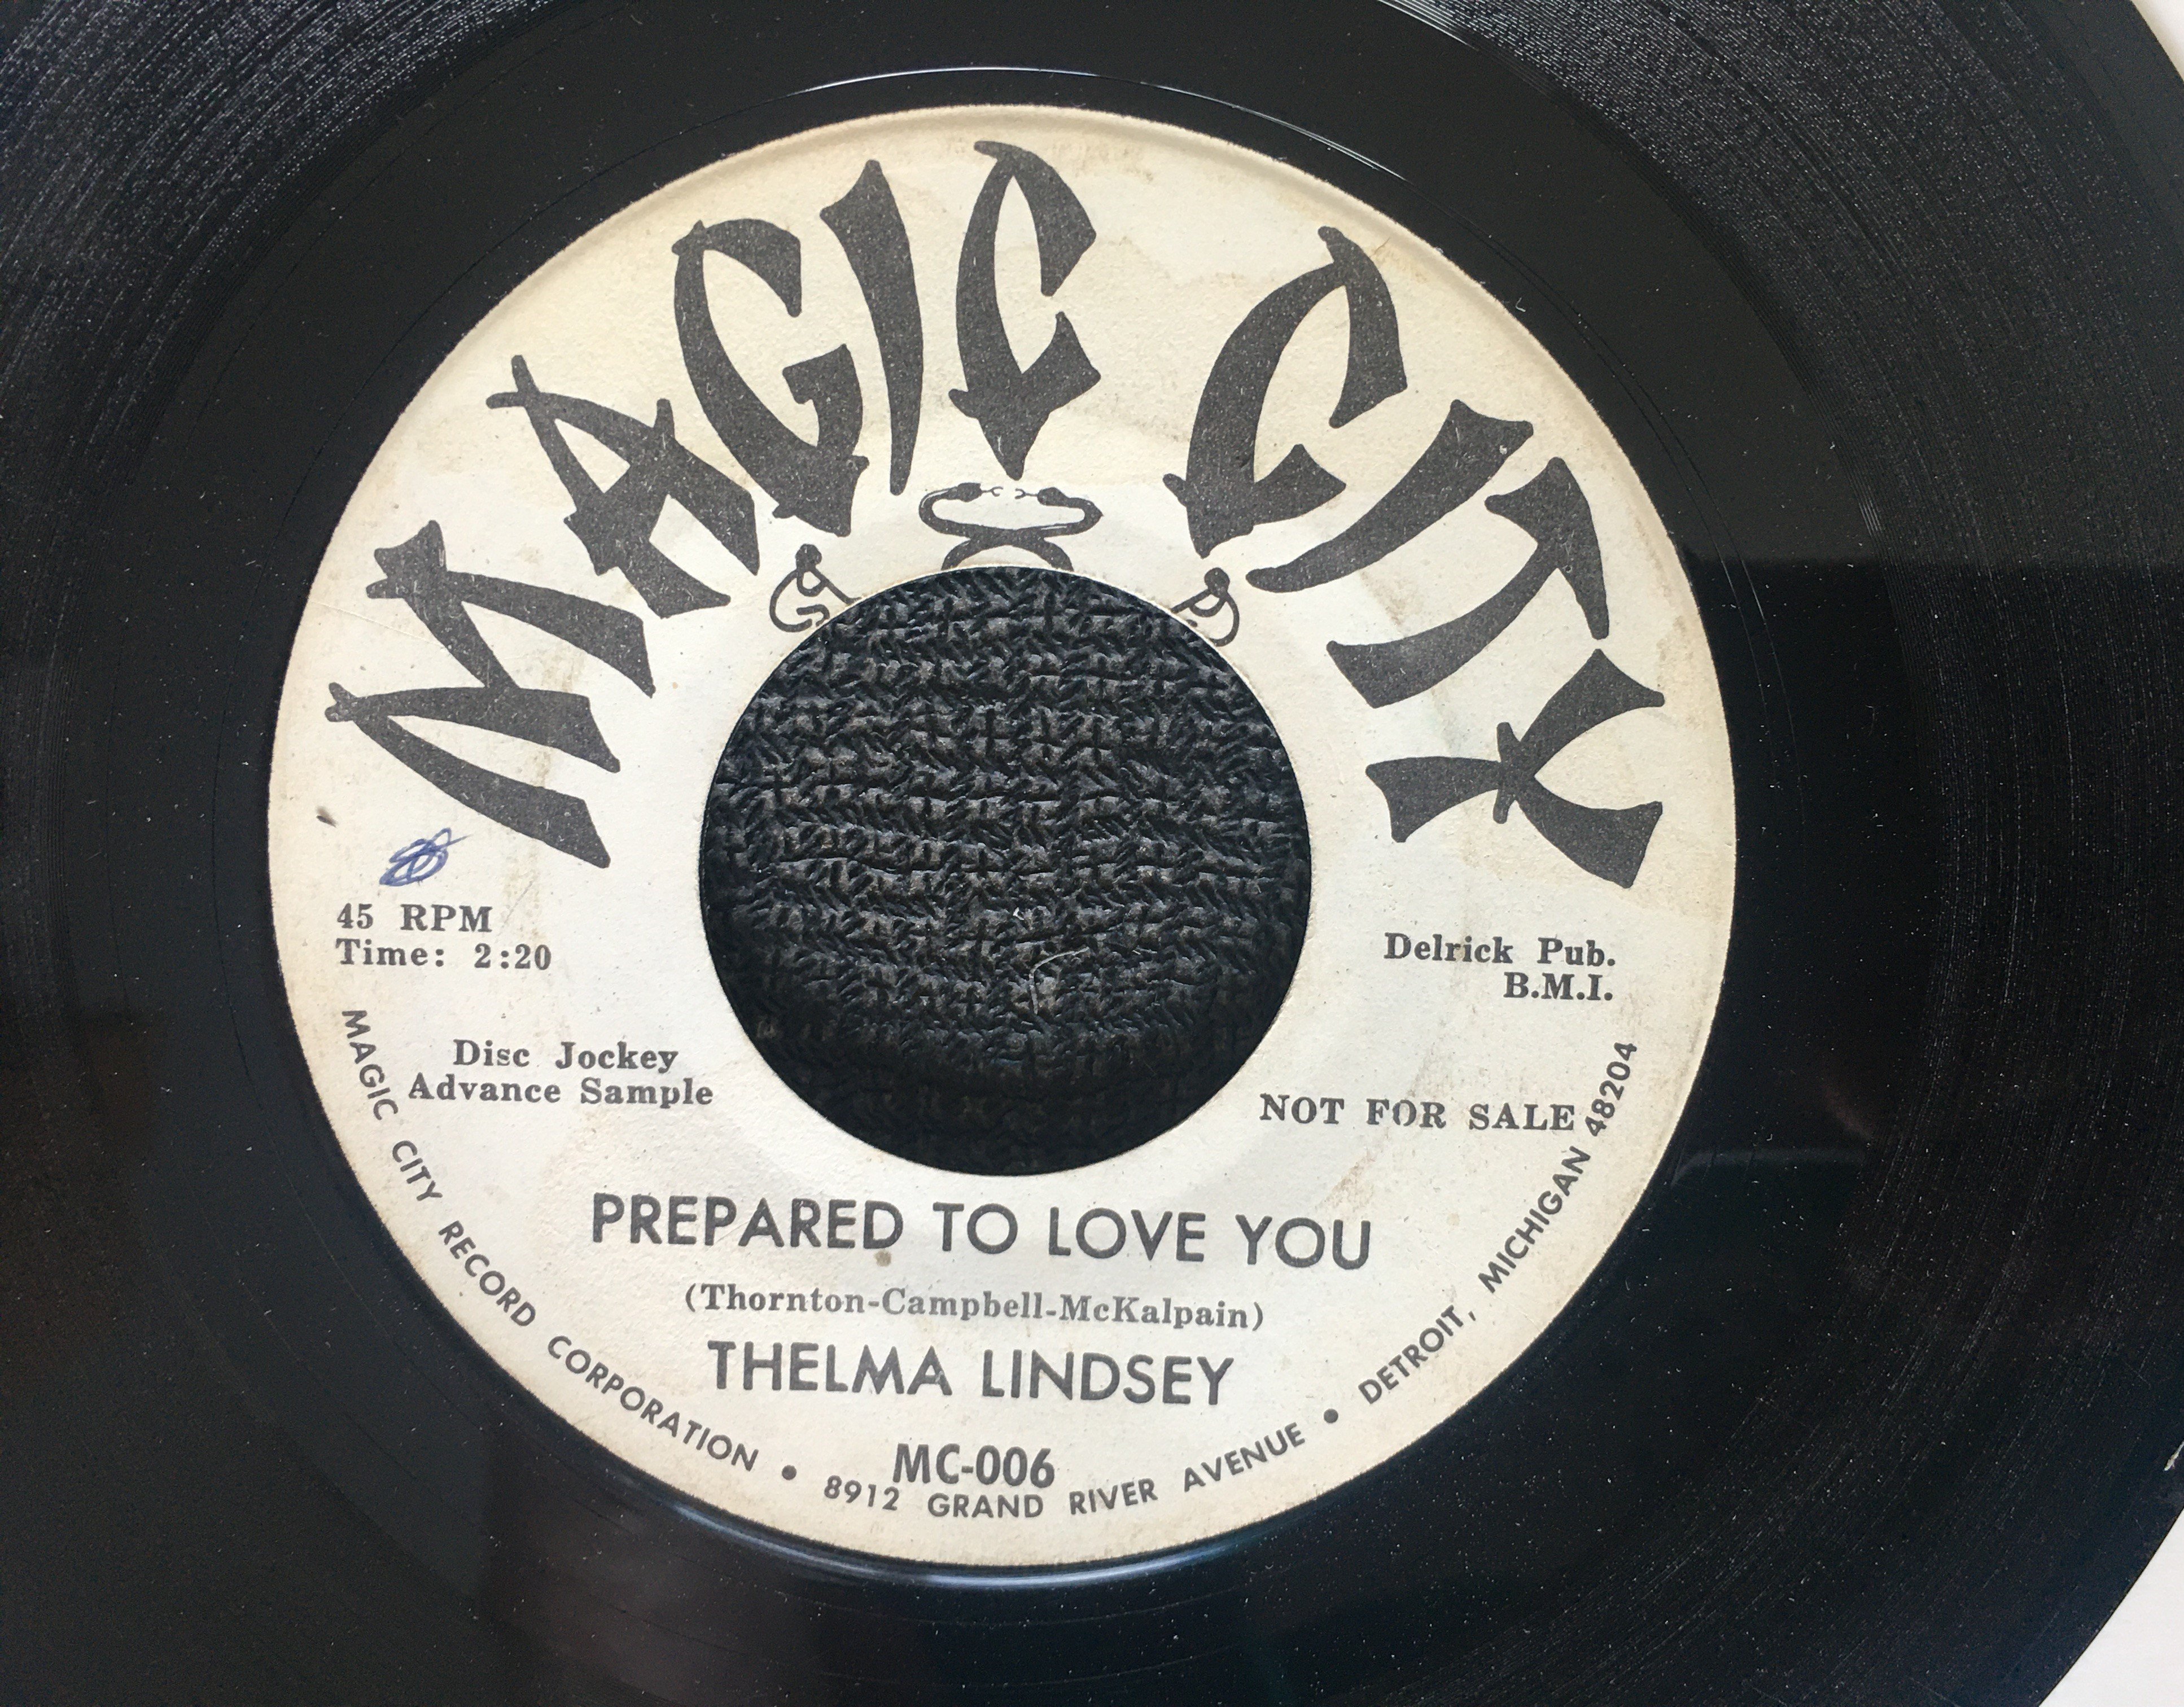 MAGIC CITY
45 RPM
Time: 2:20
Delrick Pub.
B.M.I.
Disc Jockey
Advance Sample
NOT FOR SALE
PREPARED TO LOVE YOU
(Thornton-Campbell-McKalpain)
THELMA LINDSEY
MC-006
MAGIC CITY RECORD CORPORATION • 8912 GRAND RIVER AVENUE • DETROIT, MICHIGAN 48204